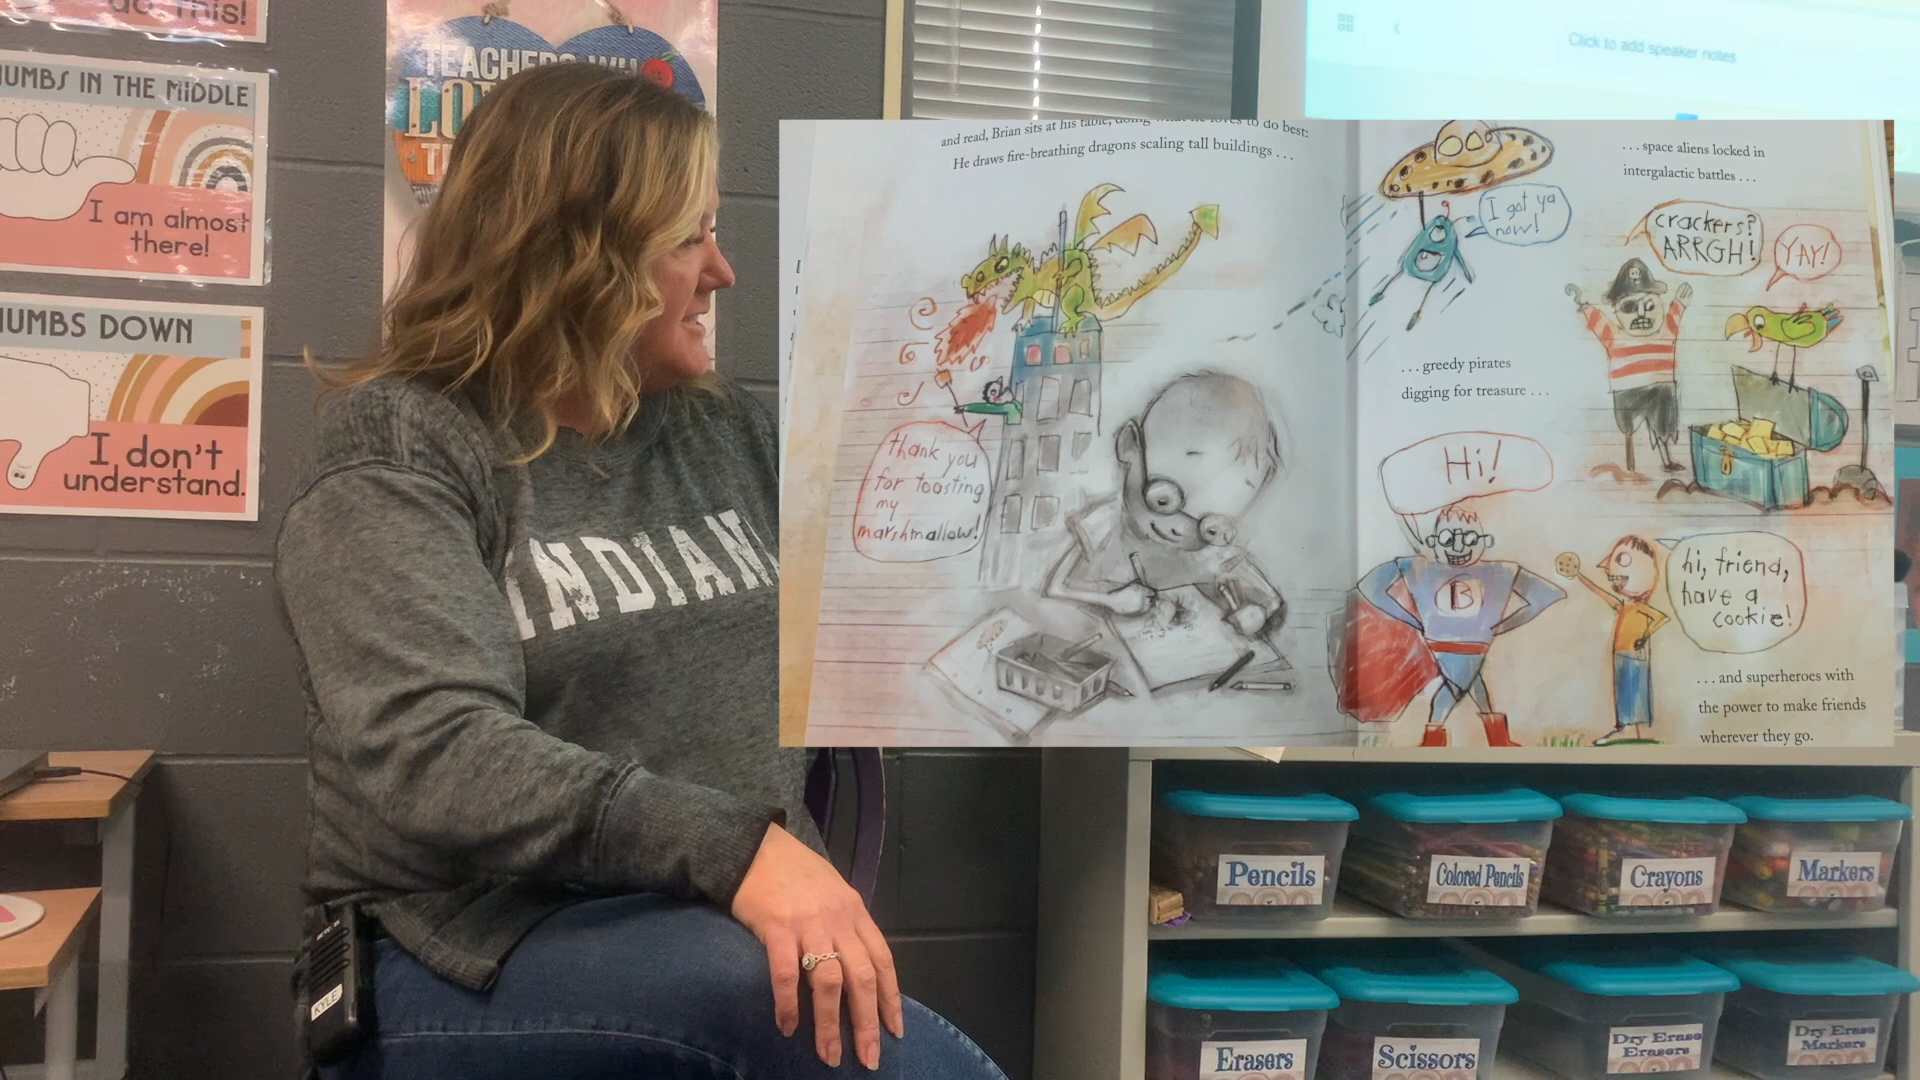 do this!
THUMBS IN THE MIDDLE
I am almost
there!
THUMBS DOWN
I don't
understand.
TEACHERS WH
LO
T
INDIAN
KYLE
Click to add speaker notes
and read, Brian sits at his table, doing what he loves to do best:
He draws fire-breathing dragons scaling tall buildings . . .
thank you
for toasting
my
marshmallow!
. . . space aliens locked in
intergalactic battles . . .
I got ya
now!
crackers?
ARRGH!
YAY!
. . . greedy pirates
digging for treasure . . .
Hi!
B
hi, friend,
have a
cookie!
. . . and superheroes with
the power to make friends
wherever they go.
Pencils
Colored Pencils
Crayons
Markers
Erasers
Scissors
Dry Erase
Erasers
Dry Erase
Markers